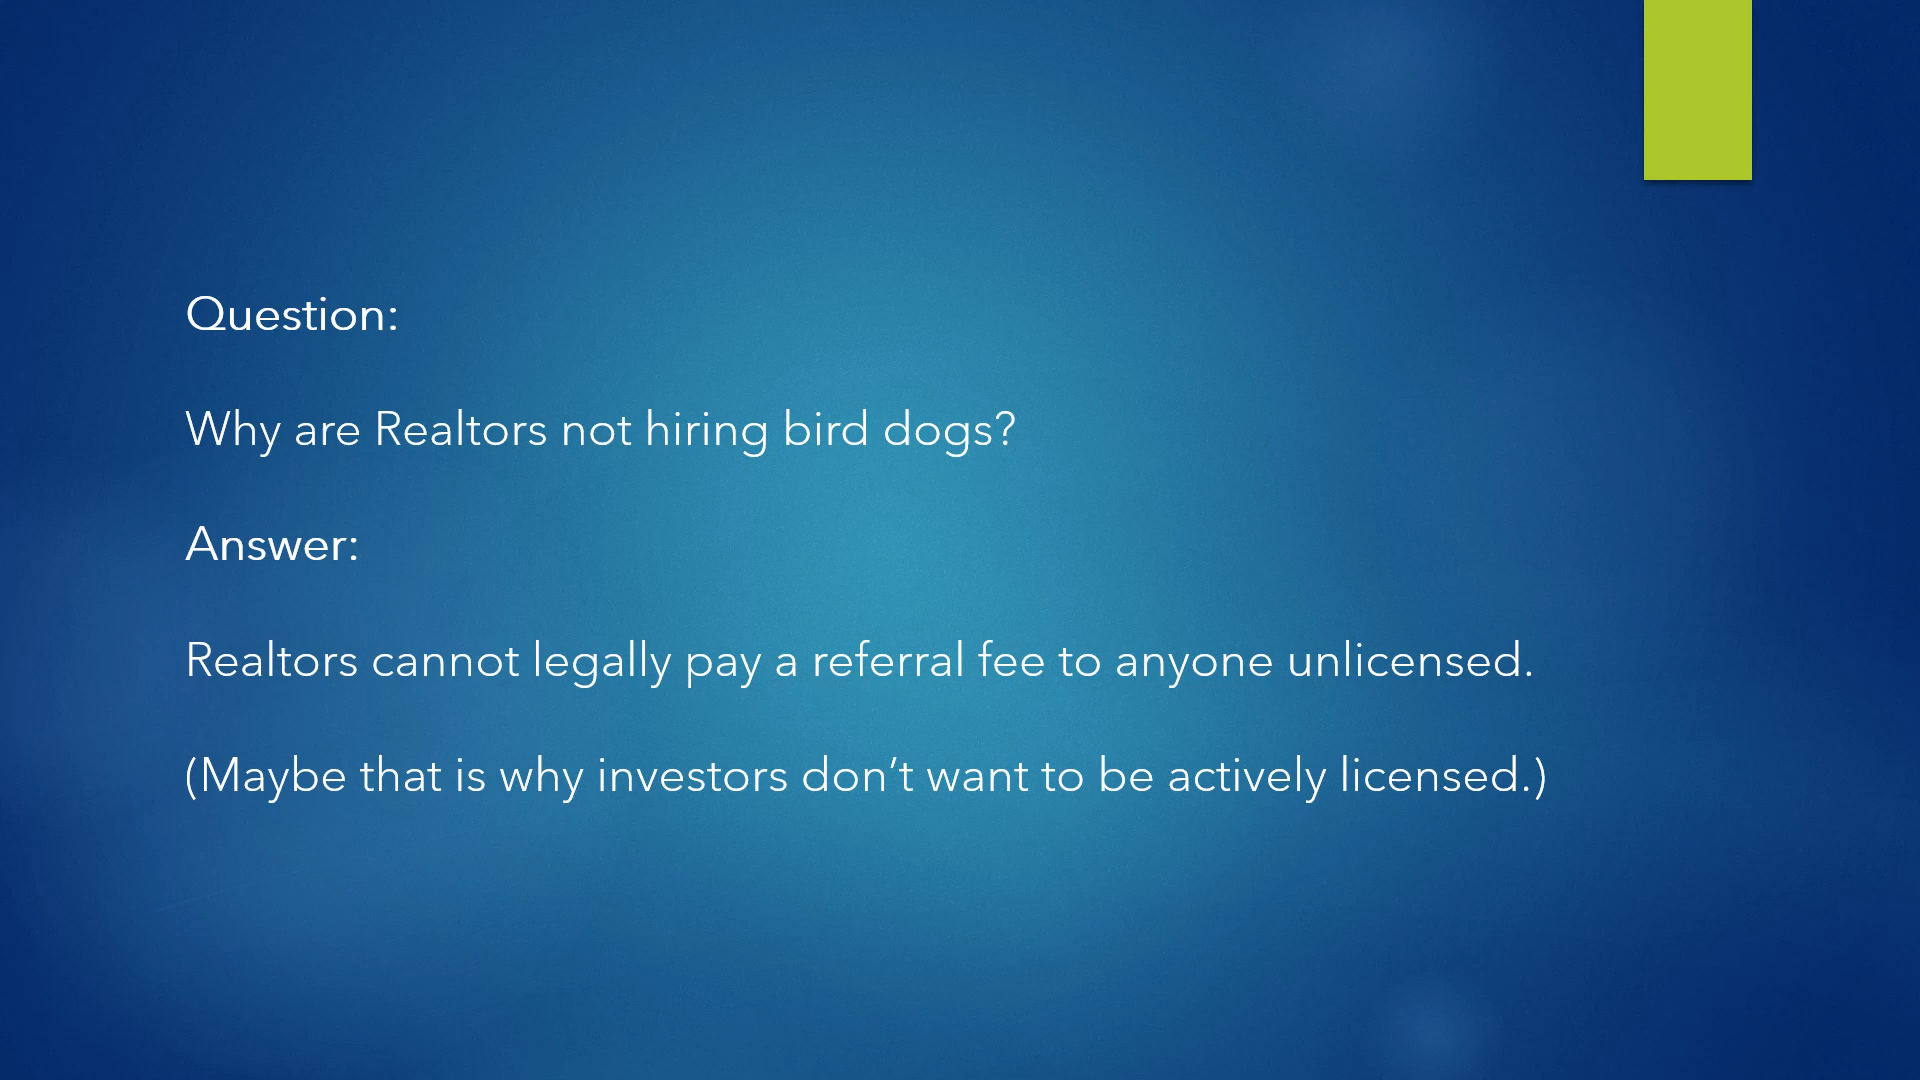 Question:
Why are Realtors not hiring bird dogs?
Answer:
Realtors cannot legally pay a referral fee to anyone unlicensed.
(Maybe that is why investors don’t want to be actively licensed.)